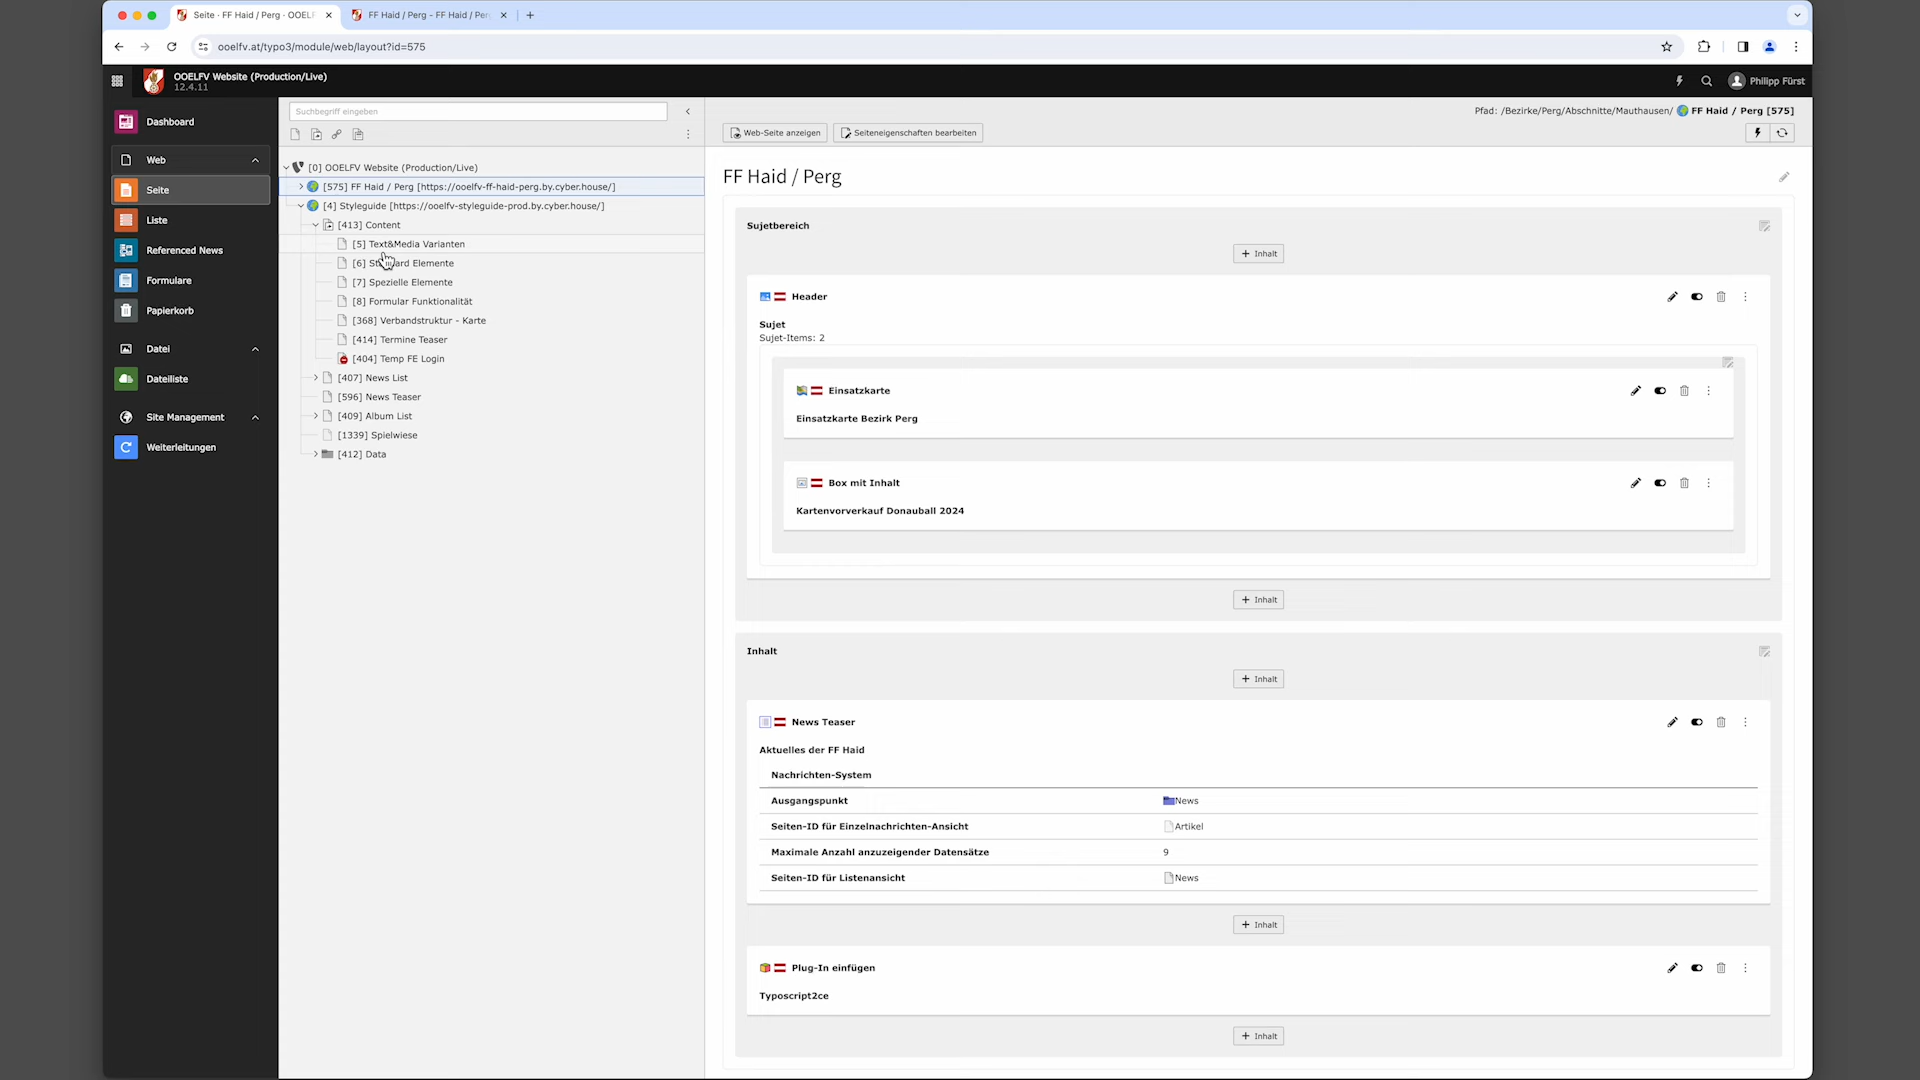 Seite · FF Haid / Perg · OOELF
FF Haid / Perg - FF Haid / Per
ooelfv.at/typo3/module/web/layout?id=575
OOELFV Website (Production/Live)
12.4.11
Philipp Fürst
Dashboard
Web
Seite
Liste
Referenced News
Formulare
Papierkorb
Datei
Dateiliste
Site Management
Weiterleitungen
Suchbegriff eingeben
[0] OOELFV Website (Production/Live)
[575] FF Haid / Perg [https://ooelfv-ff-haid-perg.by.cyber.house/]
[4] Styleguide [https://ooelfv-styleguide-prod.by.cyber.house/]
[413] Content
[5] Text&Media Varianten
[6] Standard Elemente
[7] Spezielle Elemente
[8] Formular Funktionalität
[368] Verbandstruktur - Karte
[414] Termine Teaser
[404] Temp FE Login
[407] News List
[596] News Teaser
[409] Album List
[1339] Spielwiese
[412] Data
Pfad: /Bezirke/Perg/Abschnitte/Mauthausen/ FF Haid / Perg [575]
Web-Seite anzeigen
Seiteneigenschaften bearbeiten
FF Haid / Perg
Sujetbereich
+ Inhalt
Header
Sujet
Sujet-Items: 2
Einsatzkarte
Einsatzkarte Bezirk Perg
Box mit Inhalt
Kartenvorverkauf Donauball 2024
+ Inhalt
Inhalt
+ Inhalt
News Teaser
Aktuelles der FF Haid
Nachrichten-System
Ausgangspunkt News
Seiten-ID für Einzelnachrichten-Ansicht Artikel
Maximale Anzahl anzuzeigender Datensätze 9
Seiten-ID für Listenansicht News
+ Inhalt
Plug-In einfügen
Typoscript2ce
+ Inhalt